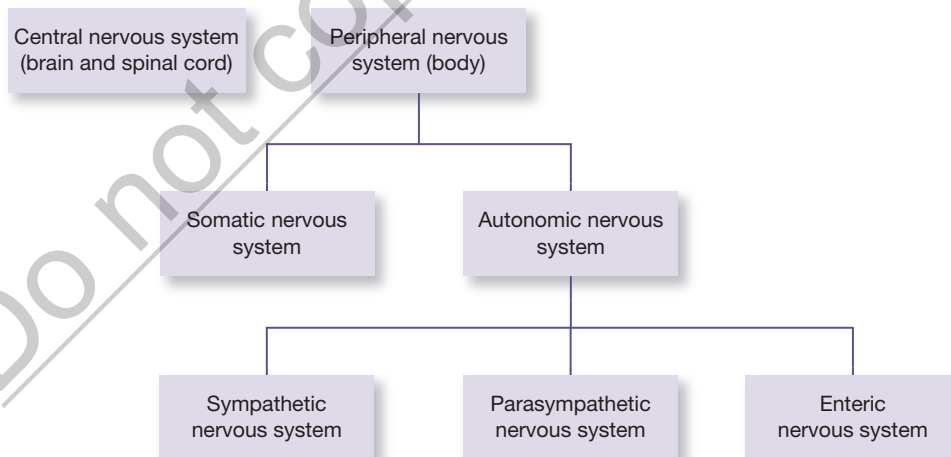 Central nervous system
(brain and spinal cord)
Peripheral nervous
system (body)
Somatic nervous
system
Autonomic nervous
system
Sympathetic
nervous system
Parasympathetic
nervous system
Enteric
nervous system
Do not